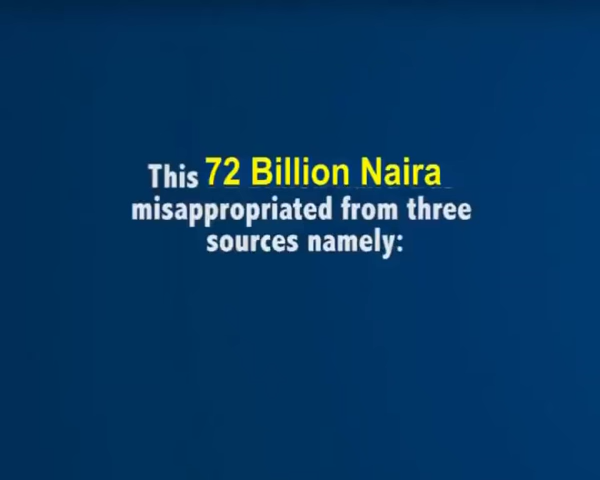 This 72 Billion Naira
misappropriated from three
sources namely: